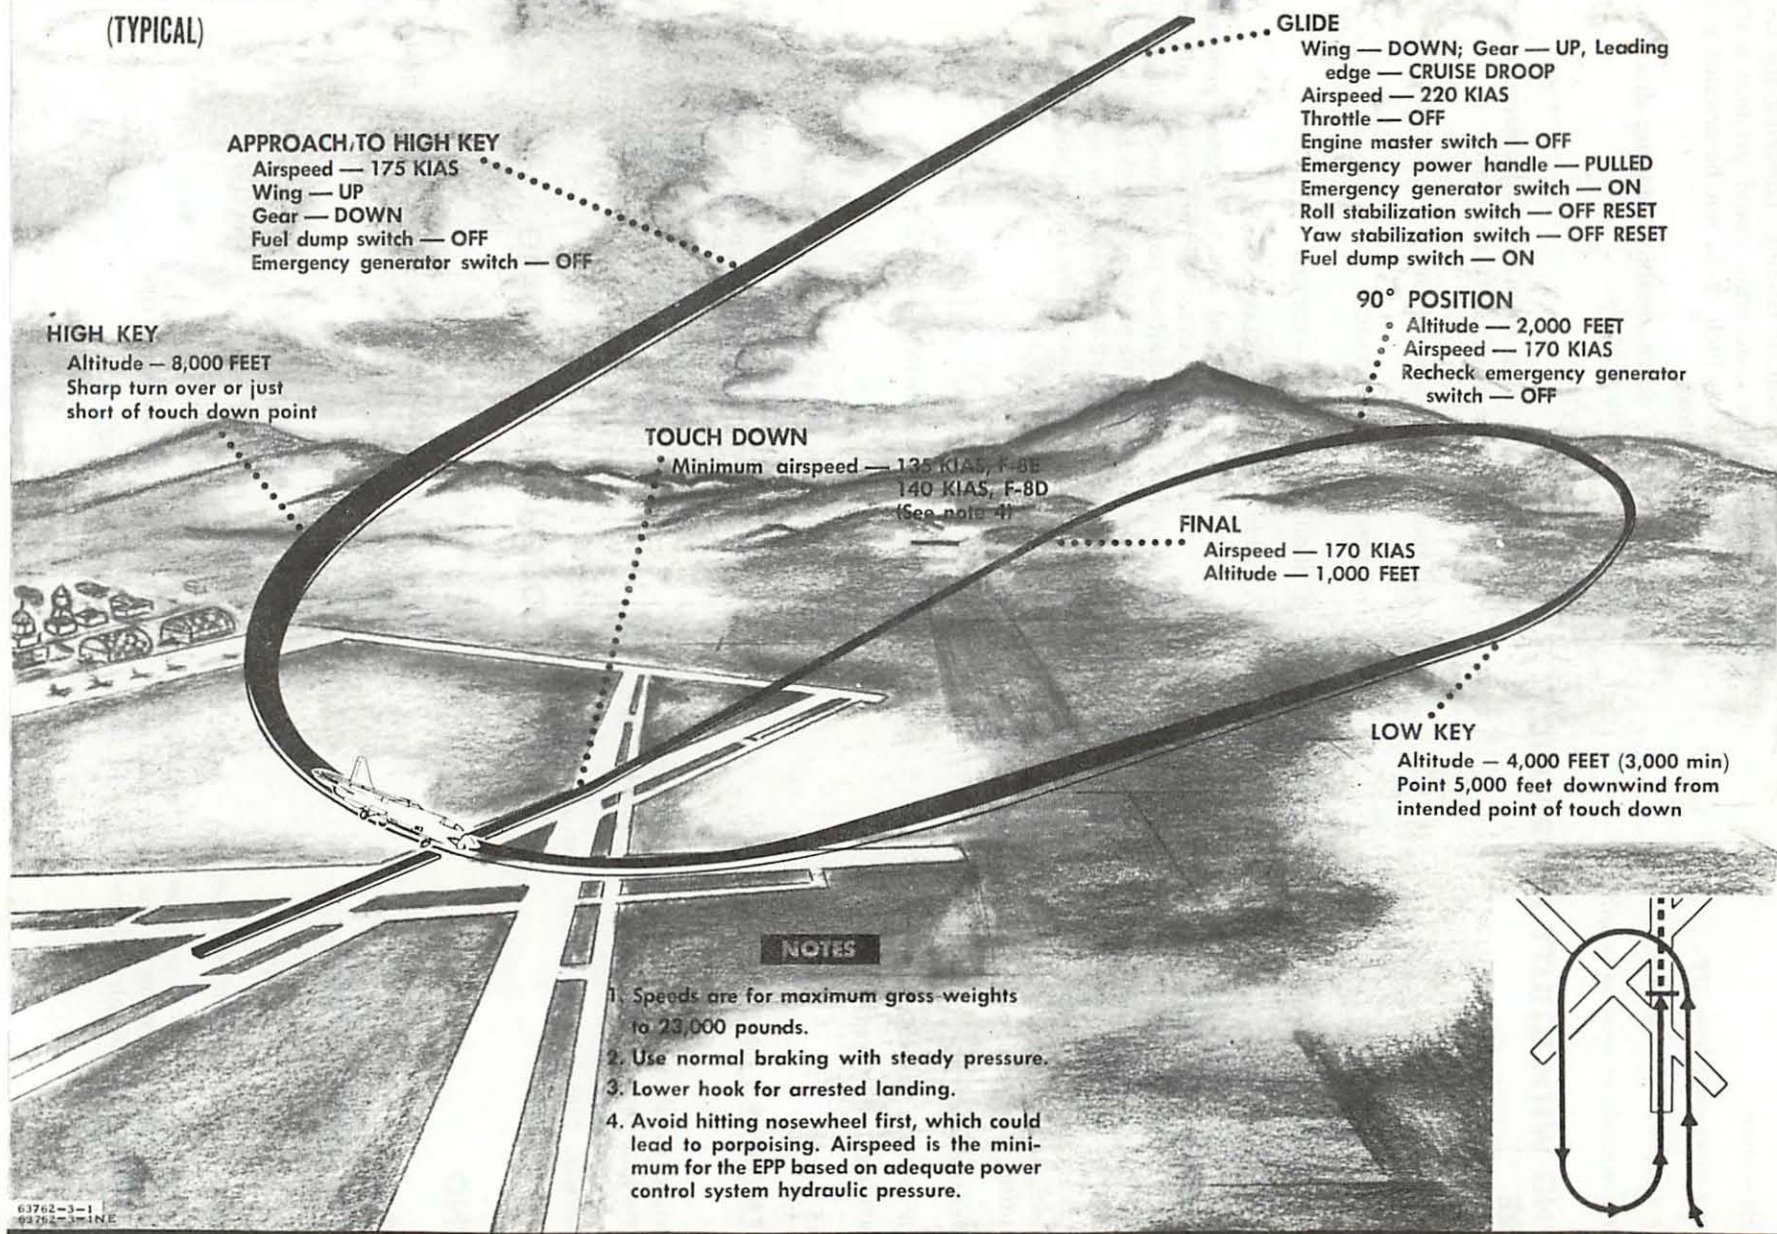 (TYPICAL)
GLIDE
Wing — DOWN; Gear — UP, Leading
edge — CRUISE DROOP
Airspeed — 220 KIAS
Throttle — OFF
Engine master switch — OFF
Emergency power handle — PULLED
Emergency generator switch — ON
Roll stabilization switch — OFF RESET
Yaw stabilization switch — OFF RESET
Fuel dump switch — ON
APPROACH TO HIGH KEY
Airspeed — 175 KIAS
Wing — UP
Gear — DOWN
Fuel dump switch — OFF
Emergency generator switch — OFF
90° POSITION
Altitude — 2,000 FEET
Airspeed — 170 KIAS
Recheck emergency generator
switch — OFF
HIGH KEY
Altitude — 8,000 FEET
Sharp turn over or just
short of touch down point
TOUCH DOWN
Minimum airspeed — 135 KIAS, F-8E
140 KIAS, F-8D
(See note 4)
FINAL
Airspeed — 170 KIAS
Altitude — 1,000 FEET
LOW KEY
Altitude — 4,000 FEET (3,000 min)
Point 5,000 feet downwind from
intended point of touch down
NOTES
1. Speeds are for maximum gross weights
to 23,000 pounds.
2. Use normal braking with steady pressure.
3. Lower hook for arrested landing.
4. Avoid hitting nosewheel first, which could
lead to porpoising. Airspeed is the mini-
mum for the EPP based on adequate power
control system hydraulic pressure.
63762-3-1
63762-3-1NE